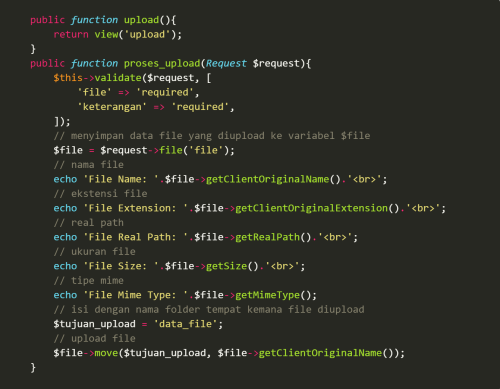 public function upload(){
    return view('upload');
}
public function proses_upload(Request $request){
    $this->validate($request, [
        'file' => 'required',
        'keterangan' => 'required',
    ]);
    // menyimpan data file yang diupload ke variabel $file
    $file = $request->file('file');
    // nama file
    echo 'File Name: '.$file->getClientOriginalName().'<br>';
    // ekstensi file
    echo 'File Extension: '.$file->getClientOriginalExtension().'<br>';
    // real path
    echo 'File Real Path: '.$file->getRealPath().'<br>';
    // ukuran file
    echo 'File Size: '.$file->getSize().'<br>';
    // tipe mime
    echo 'File Mime Type: '.$file->getMimeType();
    // isi dengan nama folder tempat kemana file diupload
    $tujuan_upload = 'data_file';
    // upload file
    $file->move($tujuan_upload, $file->getClientOriginalName());
}